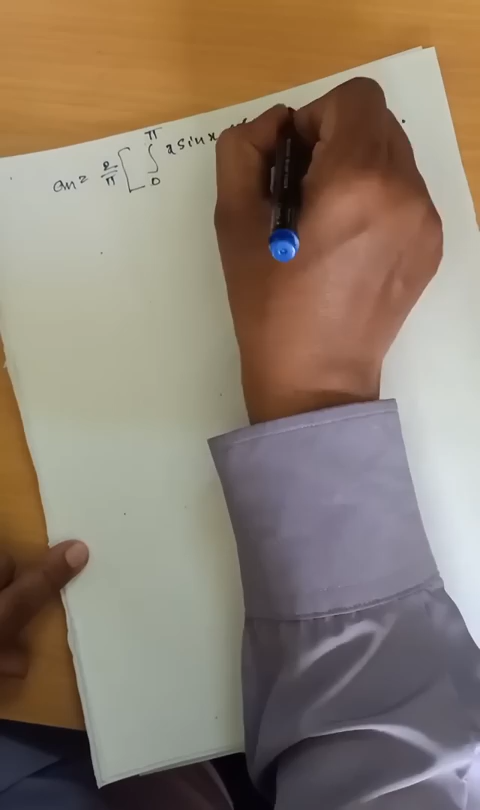 an = 2/π [ ∫₀^π x sin x